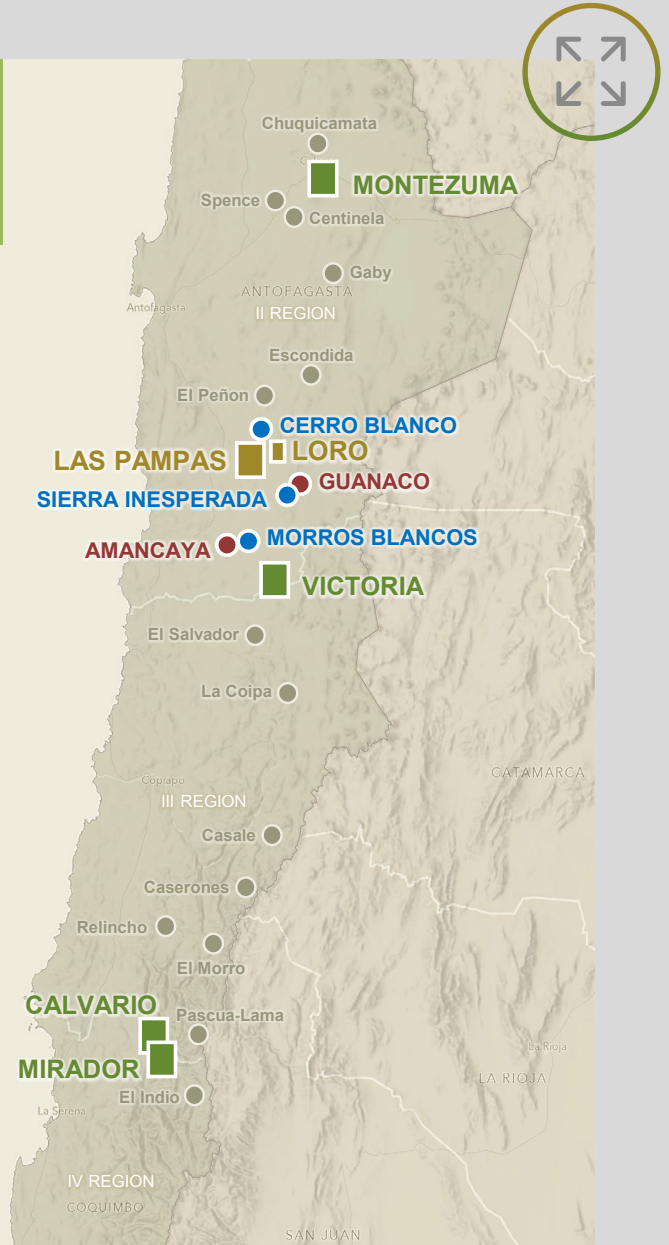 Chuquicamata
MONTEZUMA
Spence
Centinela
Gaby
ANTOFAGASTA
Antofagasta
II REGION
Escondida
El Peñon
CERRO BLANCO
LAS PAMPAS
LORO
GUANACO
SIERRA INESPERADA
MORROS BLANCOS
AMANCAYA
VICTORIA
El Salvador
La Coipa
CATAMARCA
Copiapo
III REGION
Casale
Caserones
Relincho
El Morro
CALVARIO
Pascua-Lama
La Rioja
MIRADOR
LA RIOJA
El Indio
La Serena
IV REGION
COQUIMBO
SAN JUAN